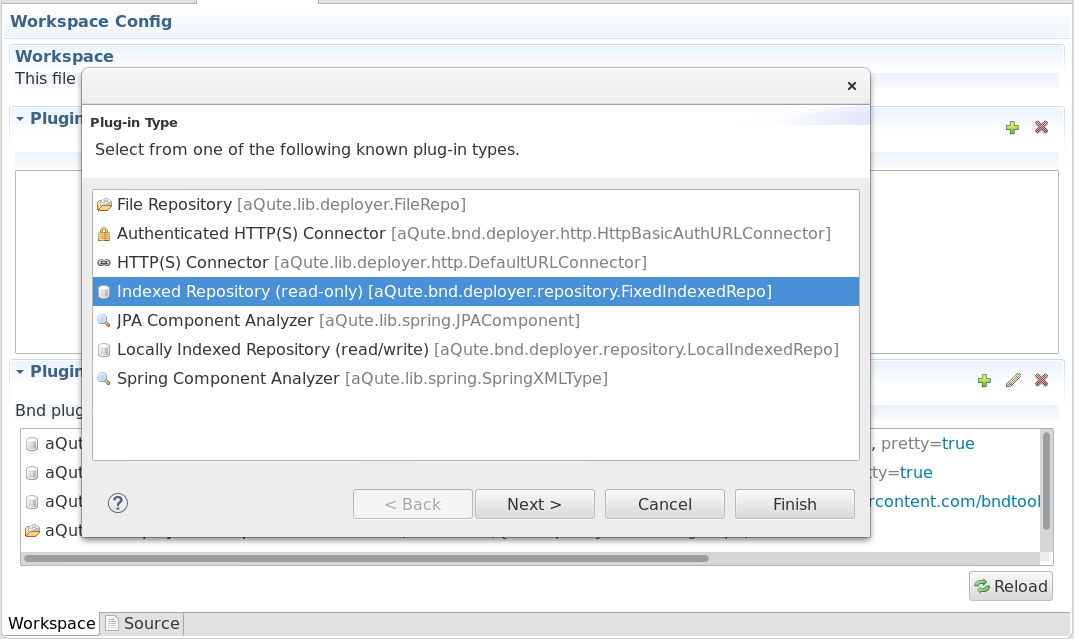 Workspace Config
Workspace
This file
Plugin
Plug-in Type
Select from one of the following known plug-in types.
File Repository [aQute.lib.deployer.FileRepo]
Authenticated HTTP(S) Connector [aQute.bnd.deployer.http.HttpBasicAuthURLConnector]
HTTP(S) Connector [aQute.lib.deployer.http.DefaultURLConnector]
Indexed Repository (read-only) [aQute.bnd.deployer.repository.FixedIndexedRepo]
JPA Component Analyzer [aQute.lib.spring.JPAComponent]
Locally Indexed Repository (read/write) [aQute.bnd.deployer.repository.LocalIndexedRepo]
Spring Component Analyzer [aQute.lib.spring.SpringXMLType]
Plugin
Bnd plug
aQut , pretty=true
aQut ty=true
aQut rcontent.com/bndtool
aQut
? < Back Next > Cancel Finish
Reload
Workspace Source